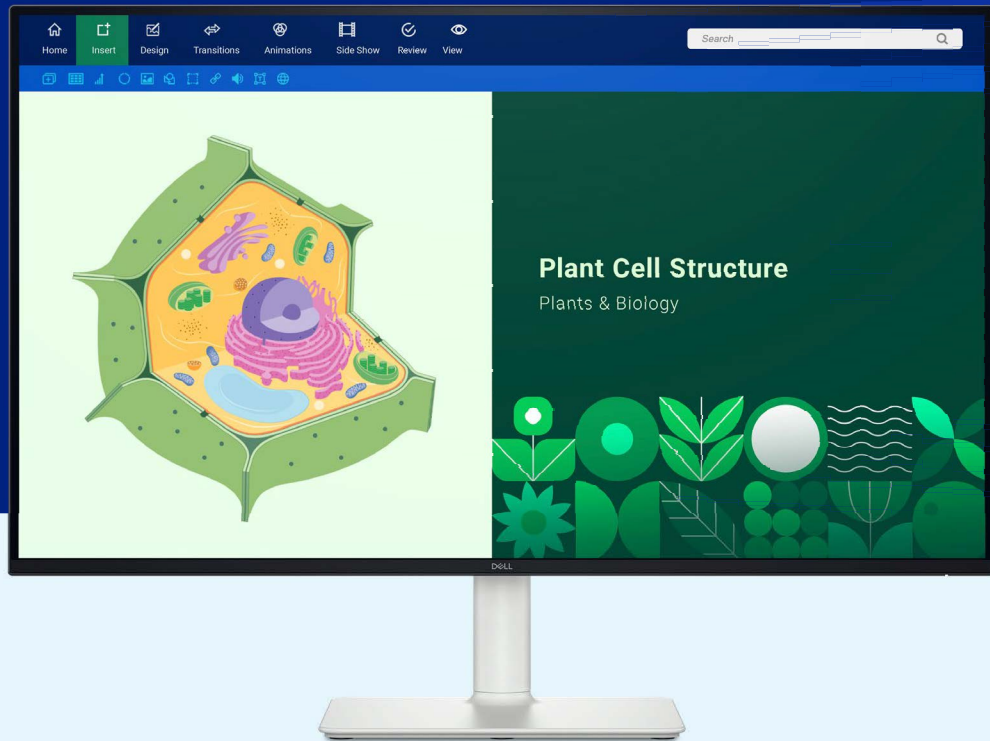 Home Insert Design Transitions Animations Side Show Review View
Search
Plant Cell Structure
Plants & Biology
DELL